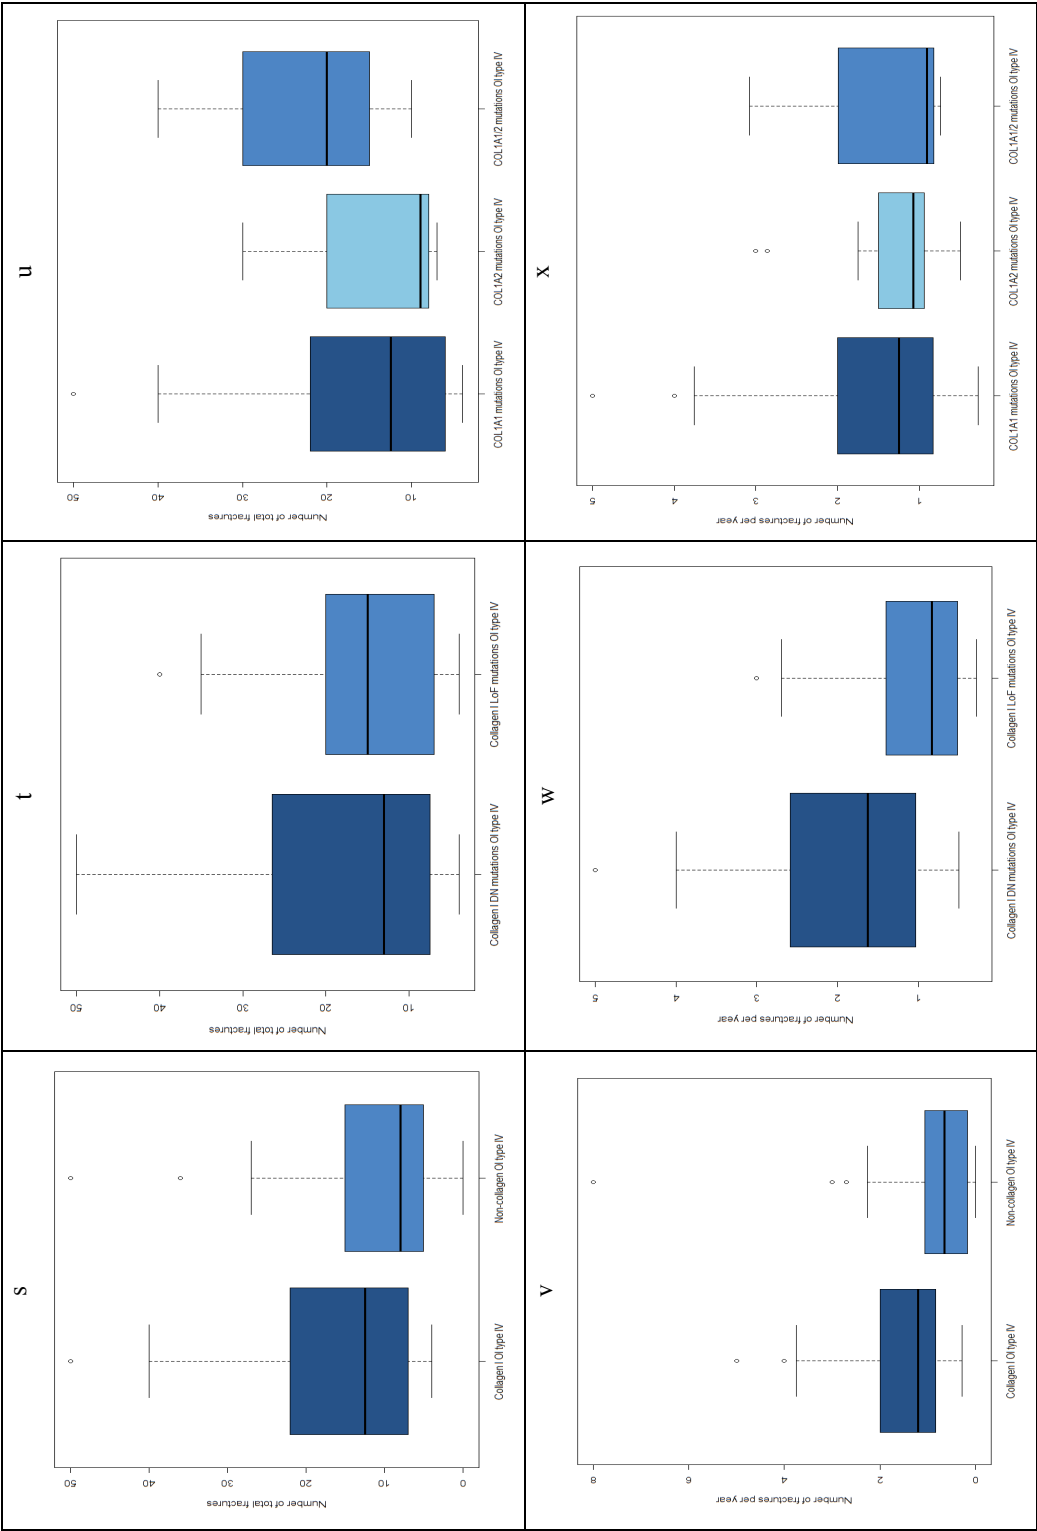 s
Number of total fractures
50
40
30
20
10
0
Collagen I OI type IV
Non-collagen OI type IV
t
Number of total fractures
50
40
30
20
10
Collagen I DN mutations OI type IV
Collagen I LoF mutations OI type IV
u
Number of total fractures
50
40
30
20
10
COL1A1 mutations OI type IV
COL1A2 mutations OI type IV
COL1A1/2 mutations OI type IV
v
Number of fractures per year
8
6
4
2
0
Collagen I OI type IV
Non-collagen OI type IV
w
Number of fractures per year
5
4
3
2
1
Collagen I DN mutations OI type IV
Collagen I LoF mutations OI type IV
x
Number of fractures per year
5
4
3
2
1
COL1A1 mutations OI type IV
COL1A2 mutations OI type IV
COL1A1/2 mutations OI type IV